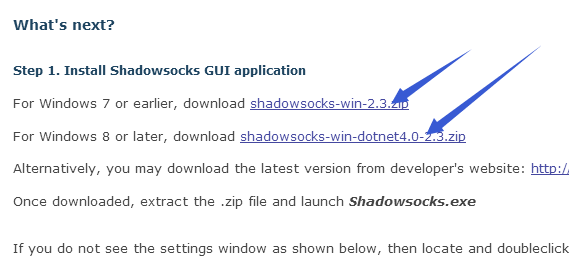 What's next?
Step 1. Install Shadowsocks GUI application
For Windows 7 or earlier, download shadowsocks-win-2.3.zip
For Windows 8 or later, download shadowsocks-win-dotnet4.0-2.3.zip
Alternatively, you may download the latest version from developer's website: http:/
Once downloaded, extract the .zip file and launch Shadowsocks.exe
If you do not see the settings window as shown below, then locate and doubleclick